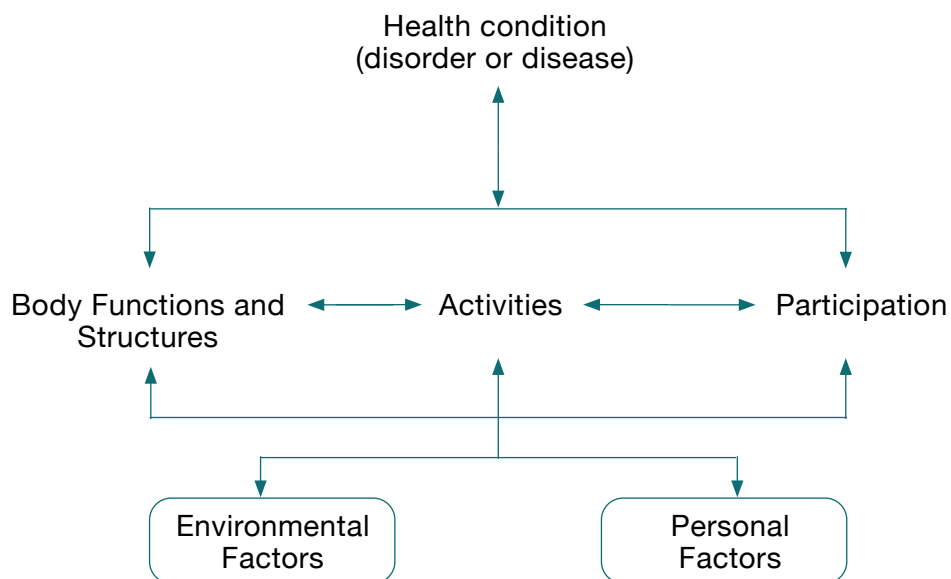 Health condition
(disorder or disease)
Body Functions and
Structures
Activities
Participation
Environmental
Factors
Personal
Factors